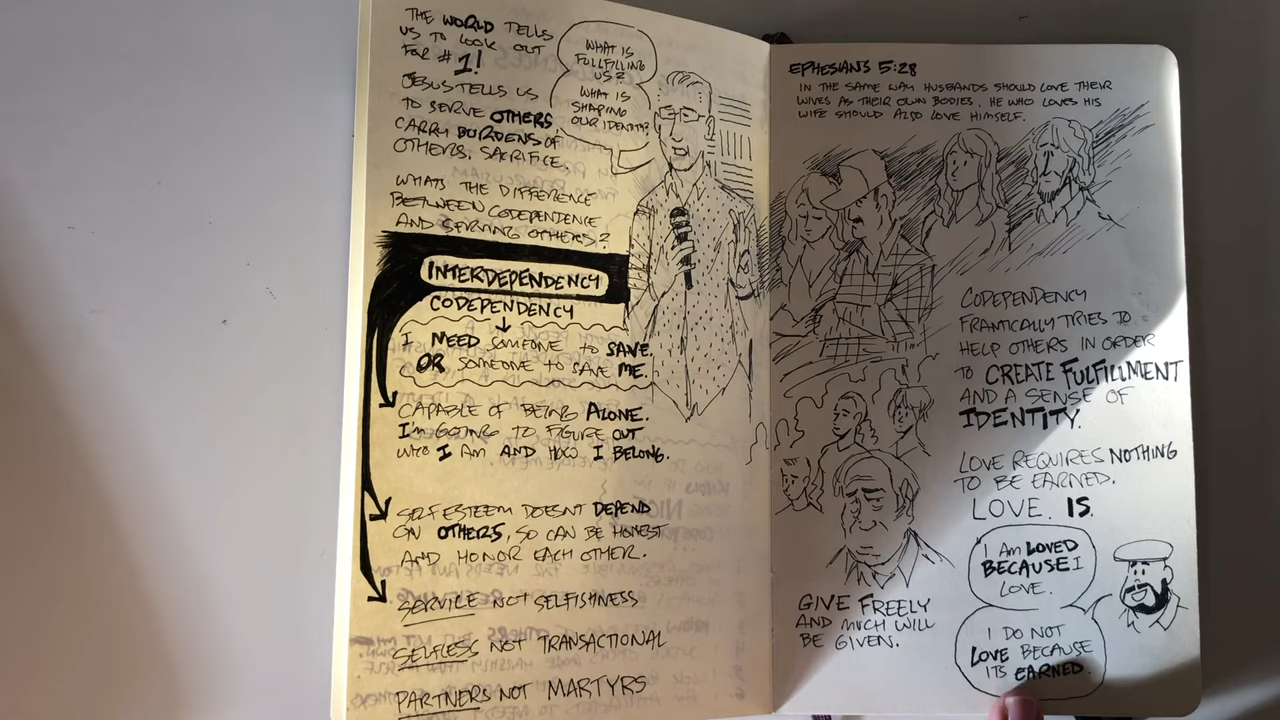 THE WORLD TELLS
US TO LOOK OUT
FOR #1!
JESUS TELLS US
TO SERVE OTHERS,
CARRY BURDENS OF
OTHERS, SACRIFICE.
WHAT IS
FULLFILLING
US?
WHAT IS
SHAPING
OUR IDENTITY?
WHATS THE DIFFERENCE
BETWEEN CODEPENDENCE
AND SERVING OTHERS?
INTERDEPENDENCY
CODEPENDENCY
I NEED SOMEONE TO SAVE.
OR SOMEONE TO SAVE ME.
CAPABLE OF BEING ALONE.
I'm GOING TO FIGURE OUT
WHO I AM AND HOW I BELONG.
SELF ESTEEM DOESNT DEPEND
ON OTHERS, SO CAN BE HONEST
AND HONOR EACH OTHER.
SERVICE NOT SELFISHNESS
SELFLESS NOT TRANSACTIONAL
PARTNERS NOT MARTYRS
EPHESIANS 5:28
IN THE SAME WAY HUSBANDS SHOULD LOVE THEIR
WIVES AS THEIR OWN BODIES. HE WHO LOVES HIS
WIFE SHOULD ALSO LOVE HIMSELF.
CODEPENDENCY
FRANTICALLY TRIES TO
HELP OTHERS IN ORDER
TO CREATE FULFILLMENT
AND A SENSE OF
IDENTITY.
LOVE REQUIRES NOTHING
TO BE EARNED.
LOVE. IS.
I AM LOVED
BECAUSE I
LOVE.
I DO NOT
LOVE BECAUSE
ITS EARNED.
GIVE FREELY
AND MUCH WILL
BE GIVEN.